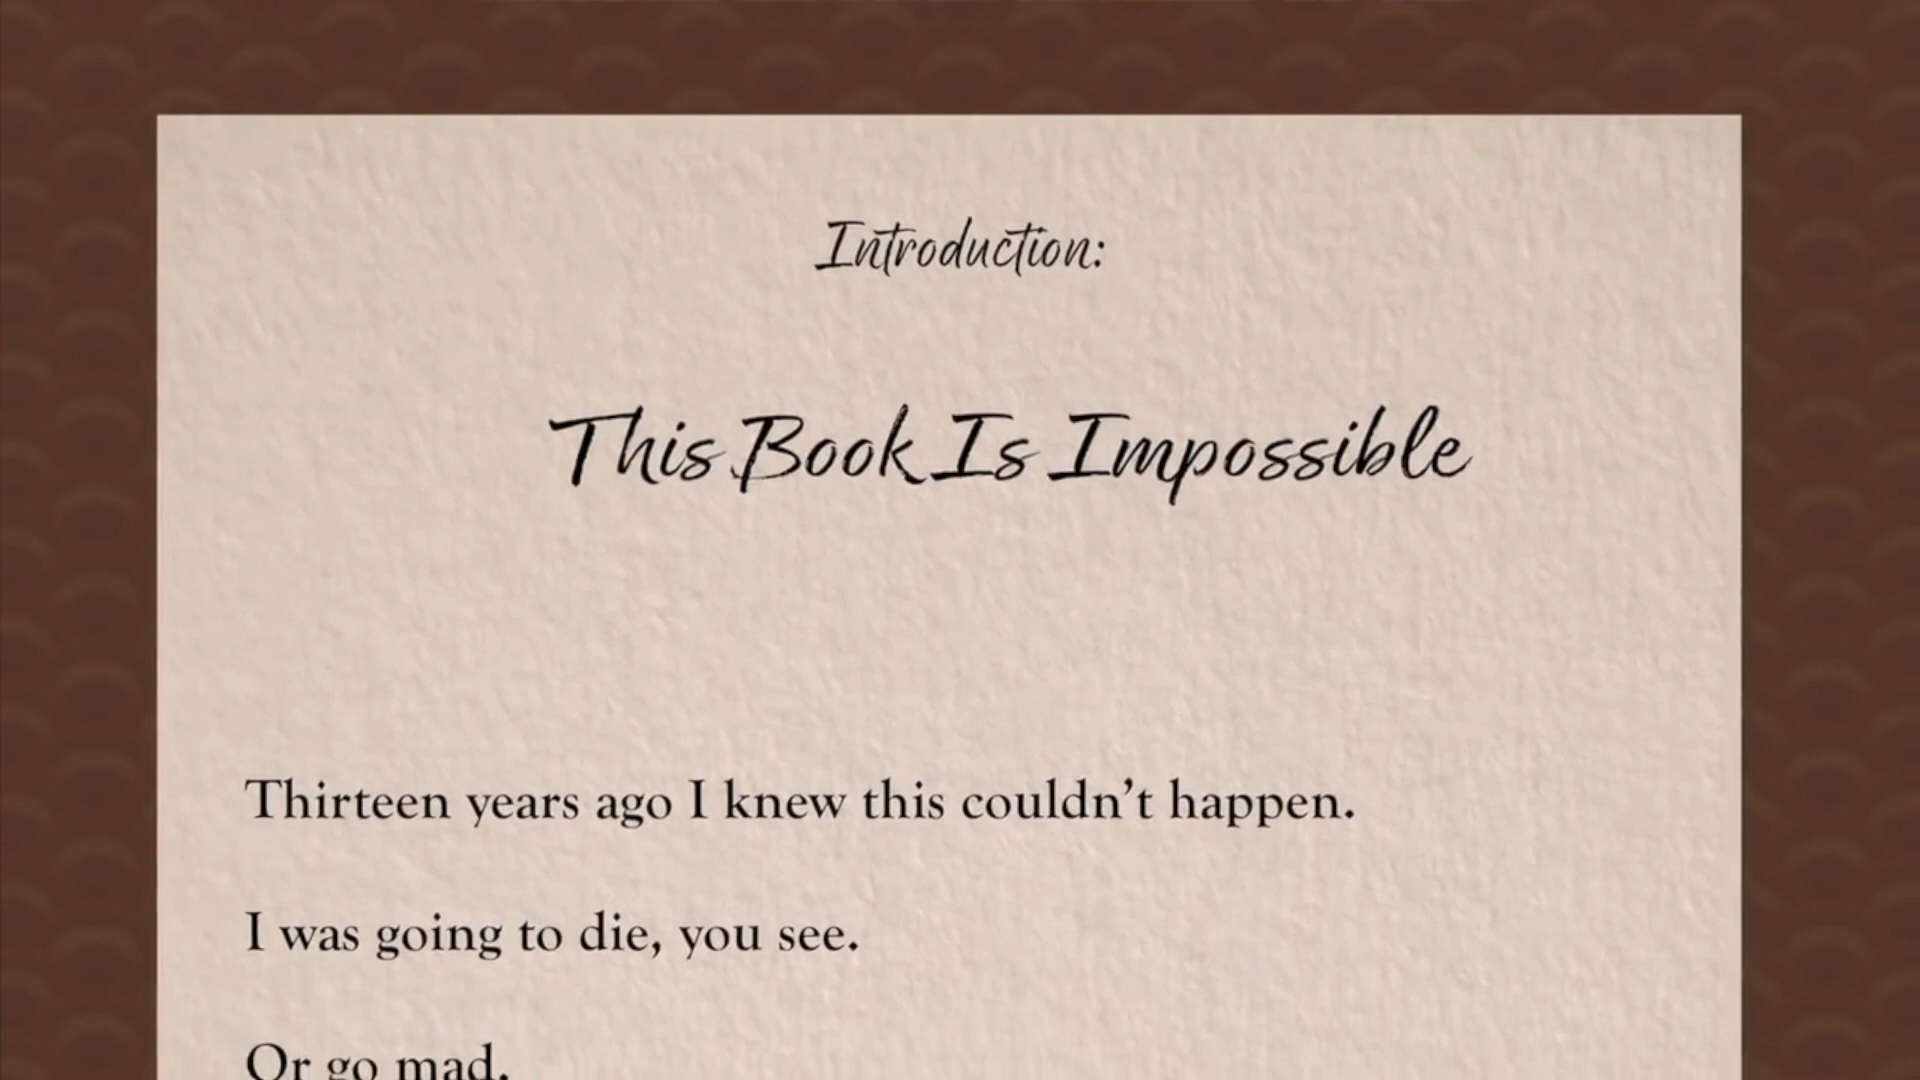 Introduction:
This Book Is Impossible
Thirteen years ago I knew this couldn’t happen.
I was going to die, you see.
Or go mad.